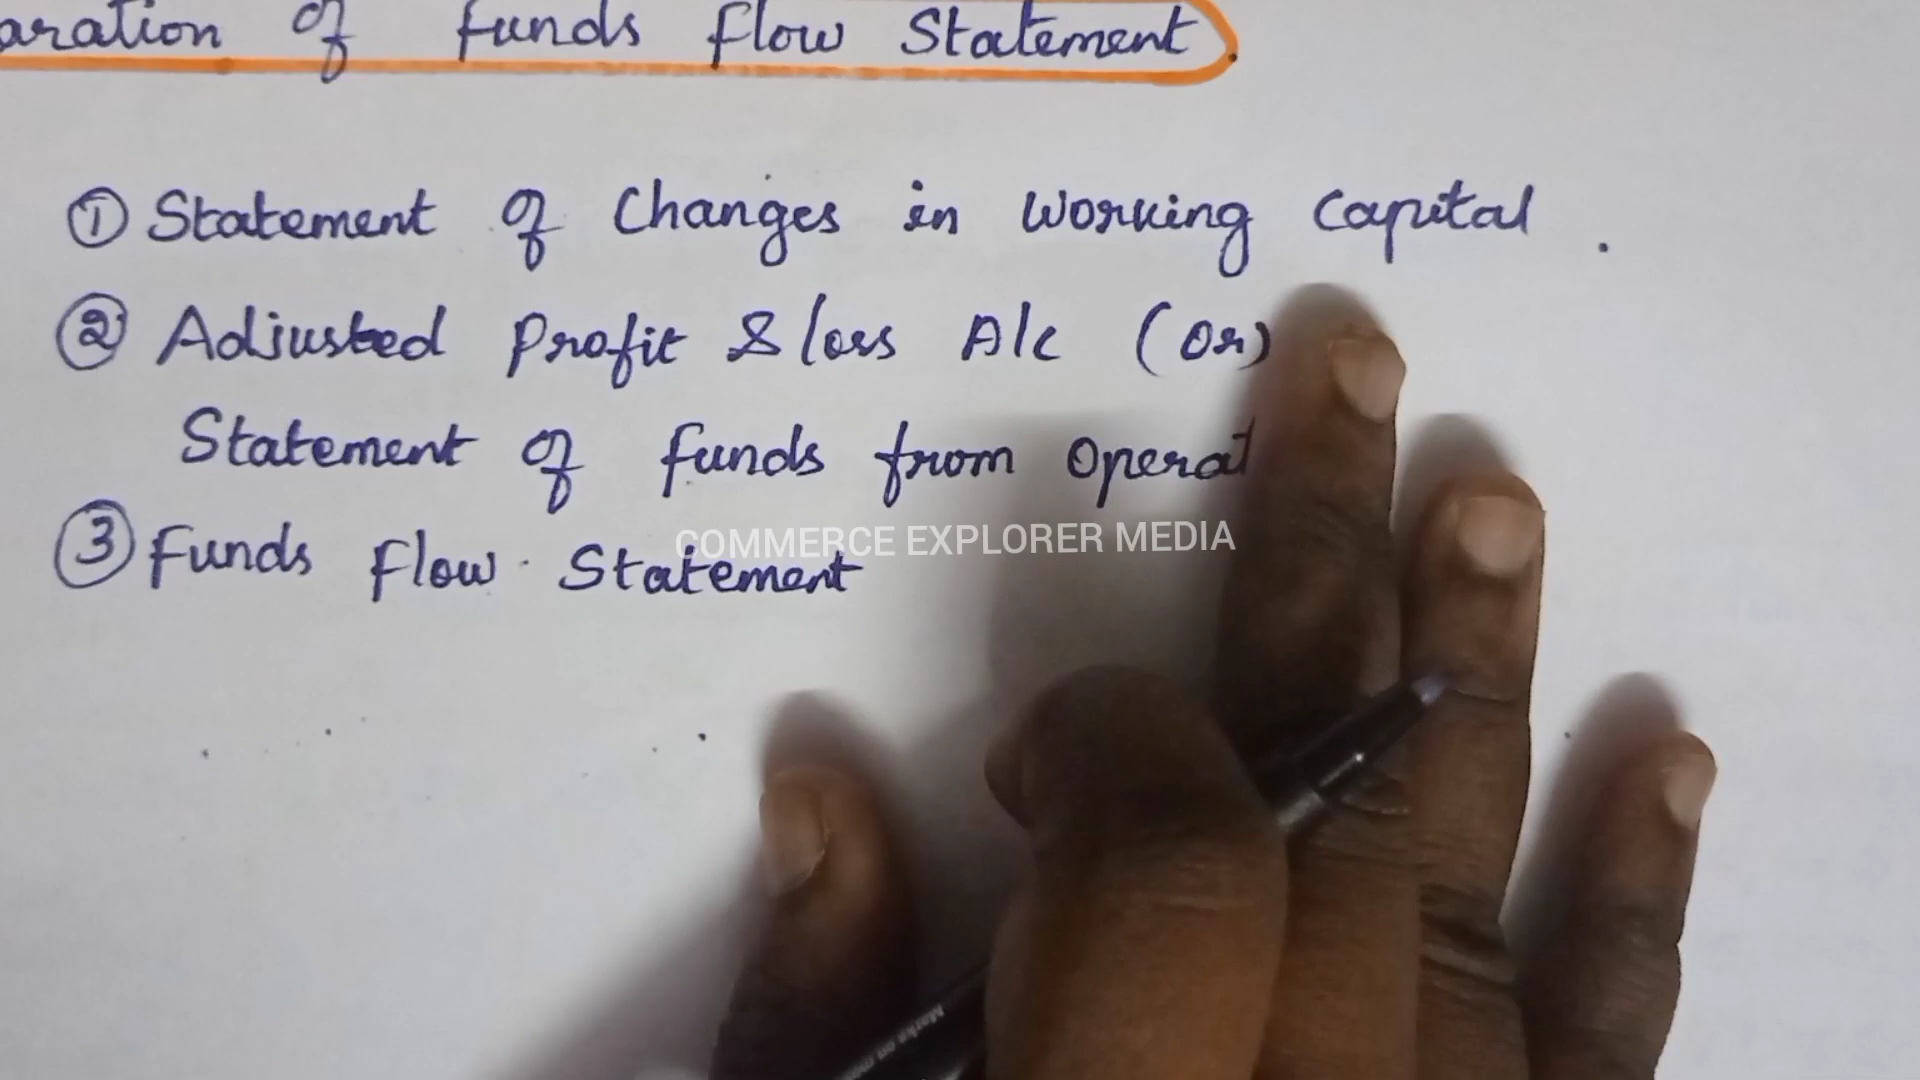 aration of funds flow Statement.
① Statement of Changes in Working Capital.
② Adjusted Profit & loss A/c (Or)
Statement of funds from Operat
③ Funds flow Statement
COMMERCE EXPLORER MEDIA